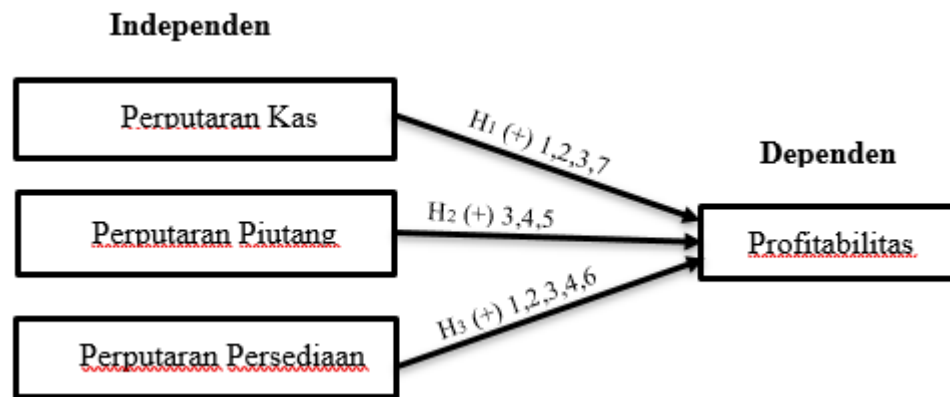 Independen
Perputaran Kas
H1 (+) 1,2,3,7
Dependen
Perputaran Piutang
H2 (+) 3,4,5
Profitabilitas
H3 (+) 1,2,3,4,6
Perputaran Persediaan